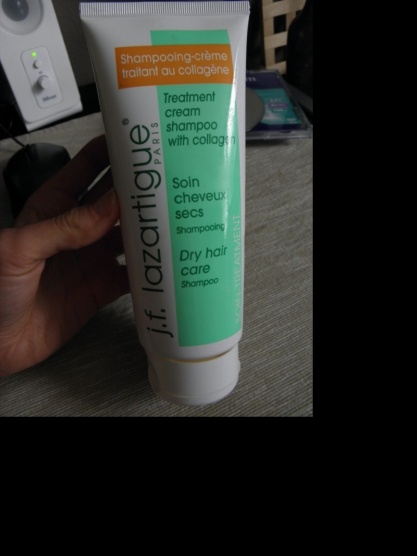 Shampooing-crème
traitant au collagène
Treatment
cream
shampoo
with collagen
Soin
cheveux
secs
Shampooing
Dry hair
care
Shampoo
j.f. lazartigue®
PARIS